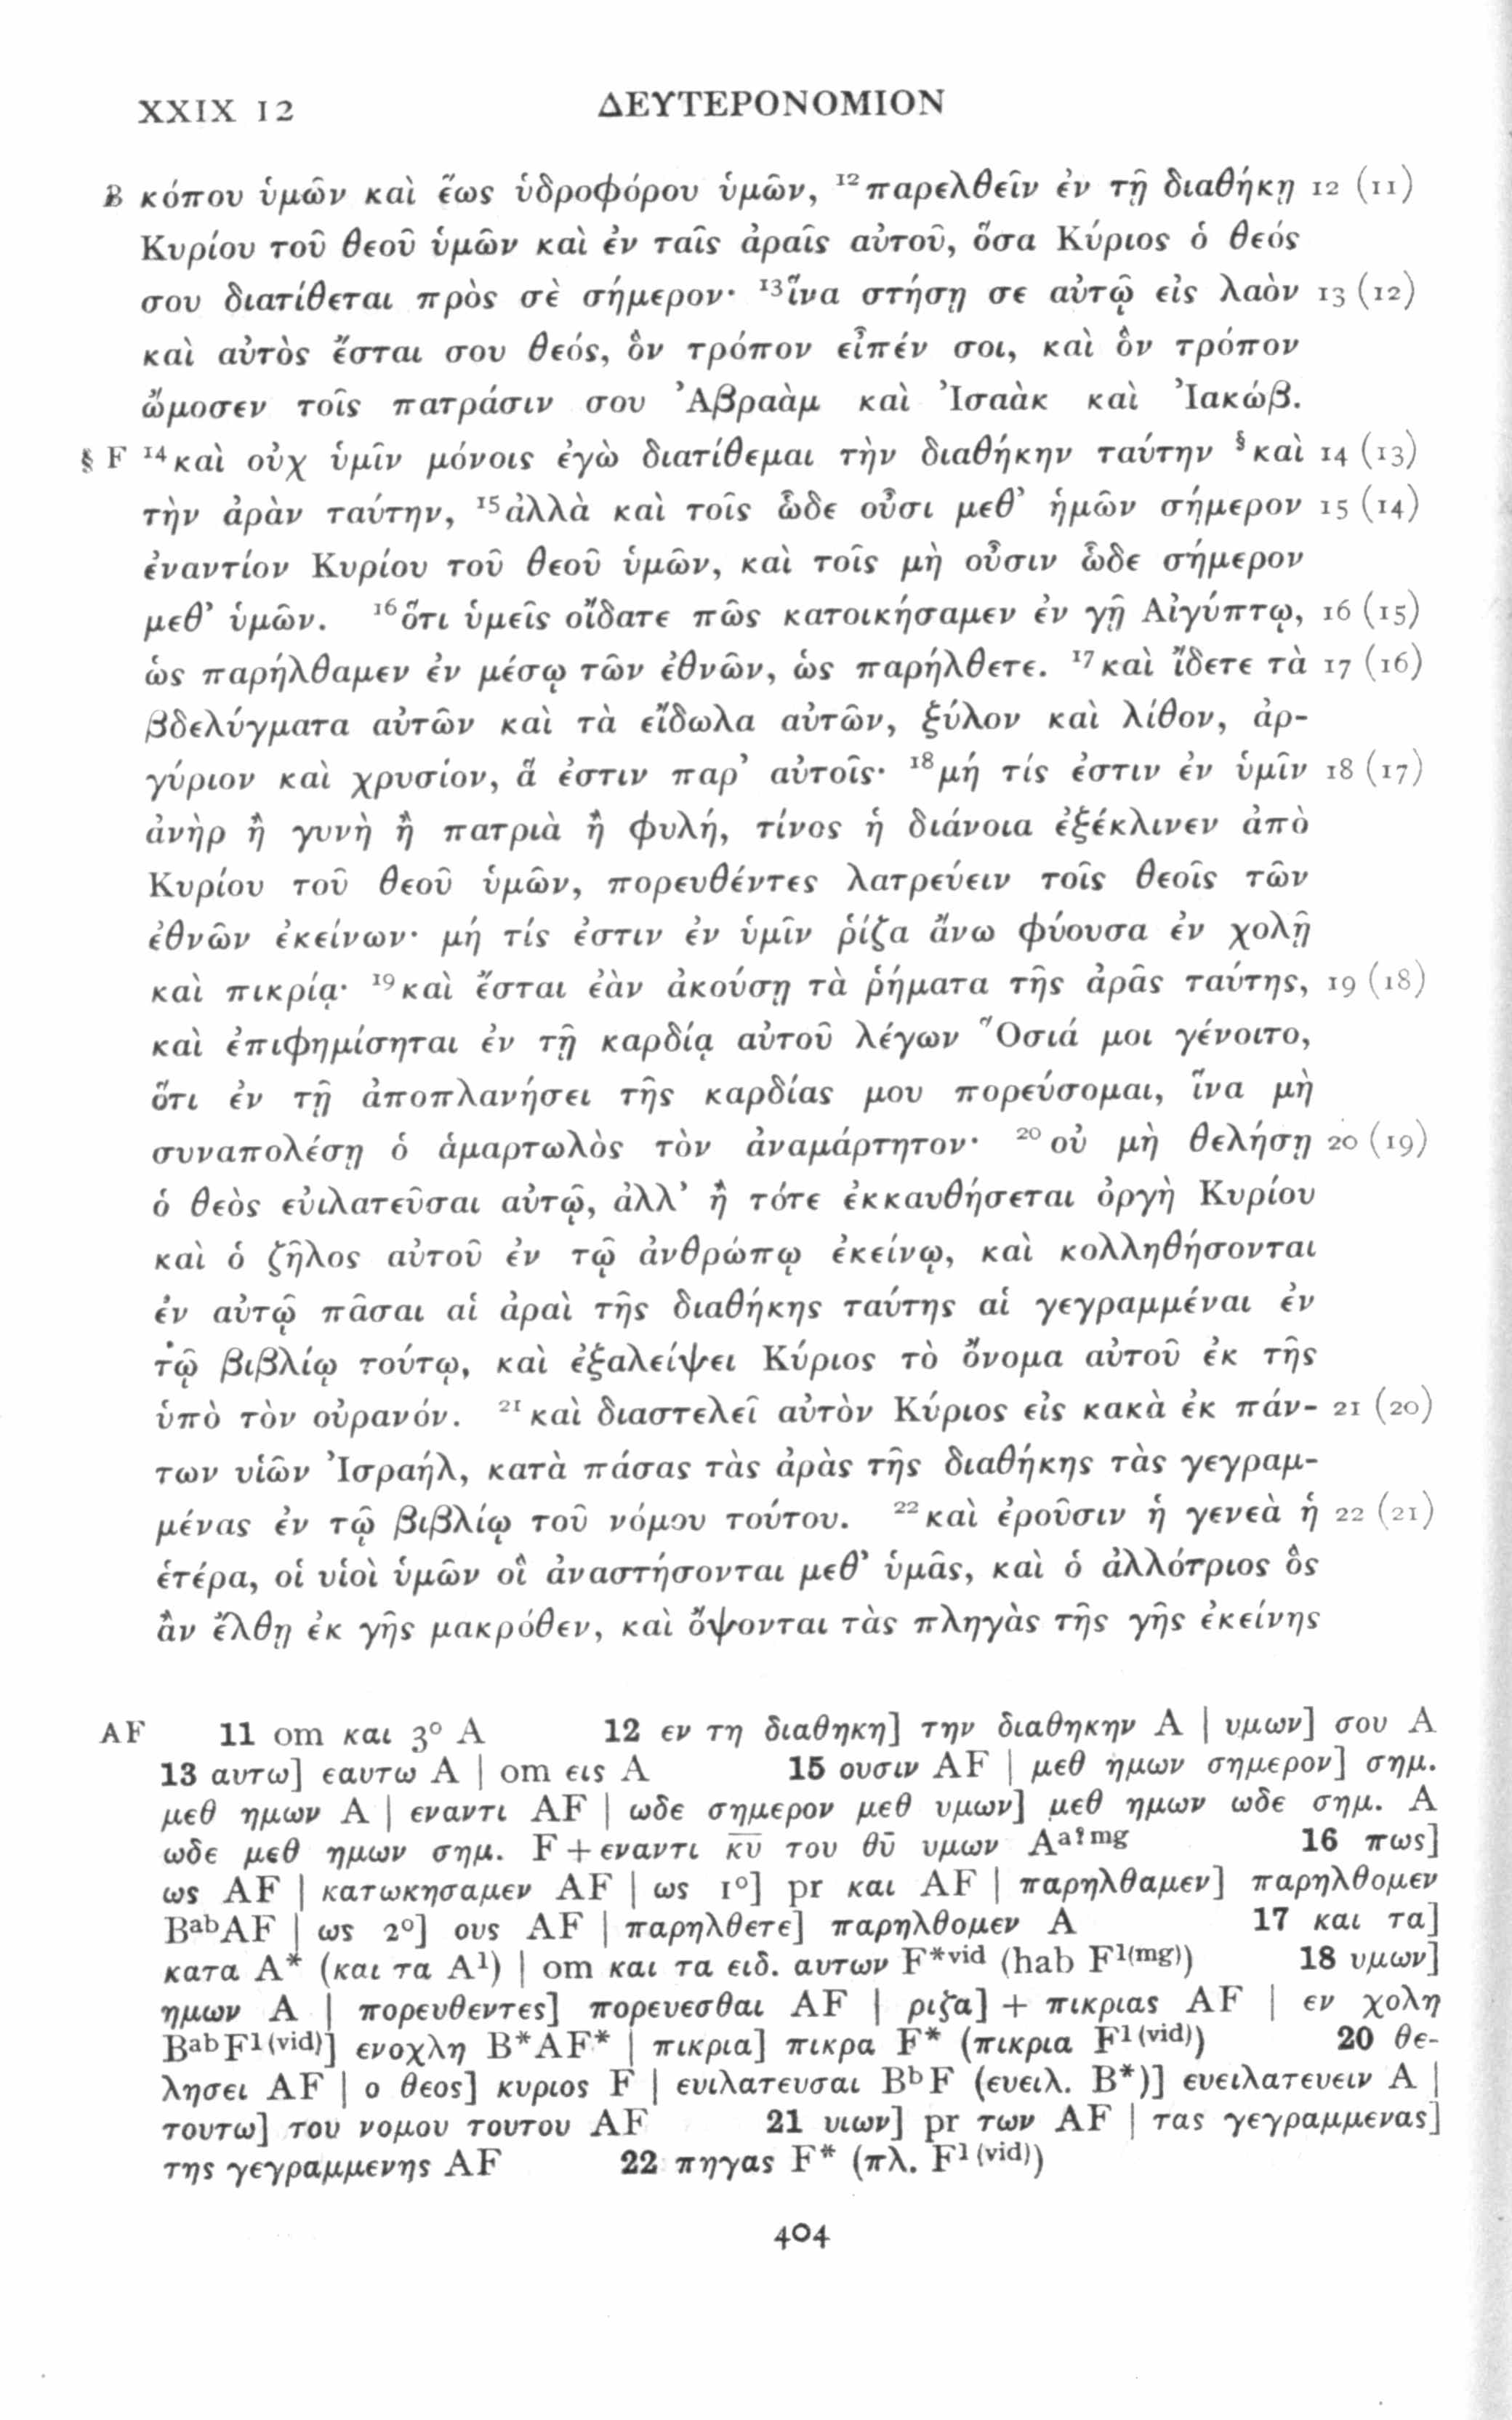 XXIX 12 ΔΕΥΤΕΡΟΝΟΜΙΟΝ
B κόπου ὑμῶν καὶ ἕως ὑδροφόρου ὑμῶν, ¹²παρελθεῖν ἐν τῇ διαθήκῃ 12 (11)
Κυρίου τοῦ θεοῦ ὑμῶν καὶ ἐν ταῖς ἀραῖς αὐτοῦ, ὅσα Κύριος ὁ θεός
σου διατίθεται πρὸς σὲ σήμερον· ¹³ἵνα στήσῃ σε αὐτῷ εἰς λαὸν 13 (12)
καὶ αὐτὸς ἔσται σου θεός, ὃν τρόπον εἶπέν σοι, καὶ ὃν τρόπον
ὤμοσεν τοῖς πατράσιν σου Ἀβραὰμ καὶ Ἰσαὰκ καὶ Ἰακώβ.
§ F ¹⁴καὶ οὐχ ὑμῖν μόνοις ἐγὼ διατίθεμαι τὴν διαθήκην ταύτην §καὶ 14 (13)
τὴν ἀρὰν ταύτην, ¹⁵ἀλλὰ καὶ τοῖς ὧδε οὖσι μεθ’ ἡμῶν σήμερον 15 (14)
ἐναντίον Κυρίου τοῦ θεοῦ ὑμῶν, καὶ τοῖς μὴ οὖσιν ὧδε σήμερον
μεθ’ ὑμῶν. ¹⁶ὅτι ὑμεῖς οἴδατε πῶς κατοικήσαμεν ἐν γῇ Αἰγύπτῳ, 16 (15)
ὡς παρήλθαμεν ἐν μέσῳ τῶν ἐθνῶν, ὡς παρήλθετε. ¹⁷καὶ ἴδετε τὰ 17 (16)
βδελύγματα αὐτῶν καὶ τὰ εἴδωλα αὐτῶν, ξύλον καὶ λίθον, ἀρ-
γύριον καὶ χρυσίον, ἅ ἐστιν παρ’ αὐτοῖς· ¹⁸μή τίς ἐστιν ἐν ὑμῖν 18 (17)
ἀνὴρ ἢ γυνὴ ἢ πατριὰ ἢ φυλή, τίνος ἡ διάνοια ἐξέκλινεν ἀπὸ
Κυρίου τοῦ θεοῦ ὑμῶν, πορευθέντες λατρεύειν τοῖς θεοῖς τῶν
ἐθνῶν ἐκείνων· μή τίς ἐστιν ἐν ὑμῖν ῥίζα ἄνω φύουσα ἐν χολῇ
καὶ πικρίᾳ· ¹⁹καὶ ἔσται ἐὰν ἀκούσῃ τὰ ῥήματα τῆς ἀρᾶς ταύτης, 19 (18)
καὶ ἐπιφημίσηται ἐν τῇ καρδίᾳ αὐτοῦ λέγων Ὅσιά μοι γένοιτο,
ὅτι ἐν τῇ ἀποπλανήσει τῆς καρδίας μου πορεύσομαι, ἵνα μὴ
συναπολέσῃ ὁ ἁμαρτωλὸς τὸν ἀναμάρτητον· ²⁰οὐ μὴ θελήσῃ 20 (19)
ὁ θεὸς εὐιλατεῦσαι αὐτῷ, ἀλλ’ ἢ τότε ἐκκαυθήσεται ὀργὴ Κυρίου
καὶ ὁ ζῆλος αὐτοῦ ἐν τῷ ἀνθρώπῳ ἐκείνῳ, καὶ κολληθήσονται
ἐν αὐτῷ πᾶσαι αἱ ἀραὶ τῆς διαθήκης ταύτης αἱ γεγραμμέναι ἐν
τῷ βιβλίῳ τούτῳ, καὶ ἐξαλείψει Κύριος τὸ ὄνομα αὐτοῦ ἐκ τῆς
ὑπὸ τὸν οὐρανόν. ²¹καὶ διαστελεῖ αὐτὸν Κύριος εἰς κακὰ ἐκ πάν- 21 (20)
των υἱῶν Ἰσραήλ, κατὰ πάσας τὰς ἀρὰς τῆς διαθήκης τὰς γεγραμ-
μένας ἐν τῷ βιβλίῳ τοῦ νόμου τούτου. ²²καὶ ἐροῦσιν ἡ γενεὰ ἡ 22 (21)
ἑτέρα, οἱ υἱοὶ ὑμῶν οἳ ἀναστήσονται μεθ’ ὑμᾶς, καὶ ὁ ἀλλότριος ὃς
ἂν ἔλθῃ ἐκ γῆς μακρόθεν, καὶ ὄψονται τὰς πληγὰς τῆς γῆς ἐκείνης
AF 11 om και 3° A 12 εν τη διαθηκη] την διαθηκην A | υμων] σου A
13 αυτω] εαυτω A | om εις A 15 ουσιν AF | μεθ ημων σημερον] σημ.
μεθ ημων A | εναντι AF | ωδε σημερον μεθ υμων] μεθ ημων ωδε σημ. A
ωδε μεθ ημων σημ. F + εναντι κ̅υ̅ του θ̅υ̅ υμων Aᵃ?ᵐᵍ 16 πως]
ως AF | κατωκησαμεν AF | ως 1°] pr και AF | παρηλθαμεν] παρηλθομεν
BᵃᵇAF | ως 2°] ους AF | παρηλθετε] παρηλθομεν A 17 και τα]
κατα A* (και τα A¹) | om και τα ειδ. αυτων F*ᵛⁱᵈ (hab F¹⁽ᵐᵍ⁾) 18 υμων]
ημων A | πορευθεντες] πορευεσθαι AF | ριζα] + πικριας AF | εν χολη
BᵃᵇF¹⁽ᵛⁱᵈ⁾] ενοχλη B*AF* | πικρια] πικρα F* (πικρια F¹⁽ᵛⁱᵈ⁾) 20 θε-
λησει AF | ο θεος] κυριος F | ευιλατευσαι BᵇF (ευειλ. B*)] ευειλατευειν A |
τουτω] του νομου τουτου AF 21 υιων] pr των AF | τας γεγραμμενας]
της γεγραμμενης AF 22 πηγας F* (πλ. F¹⁽ᵛⁱᵈ⁾)
404